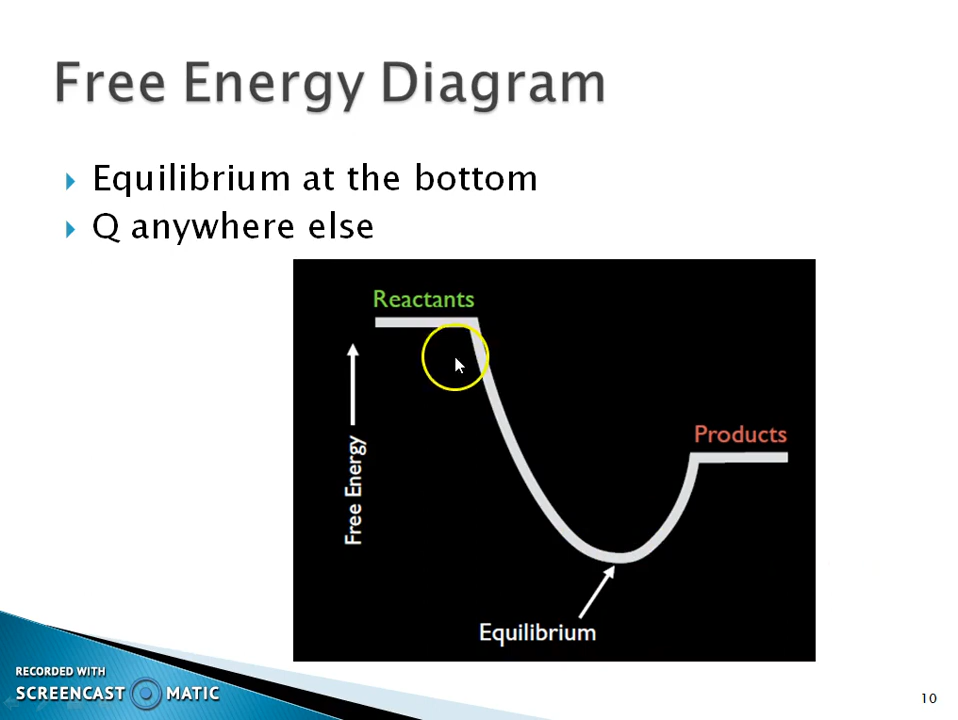 Free Energy Diagram
Equilibrium at the bottom
Q anywhere else
Reactants
Products
Free Energy
Equilibrium
RECORDED WITH
SCREENCAST MATIC
10